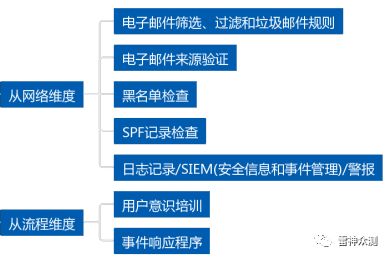 从网络维度
电子邮件筛选、过滤和垃圾邮件规则
电子邮件来源验证
黑名单检查
SPF记录检查
日志记录/SIEM(安全信息和事件管理)/警报
从流程维度
用户意识培训
事件响应程序
雷神众测